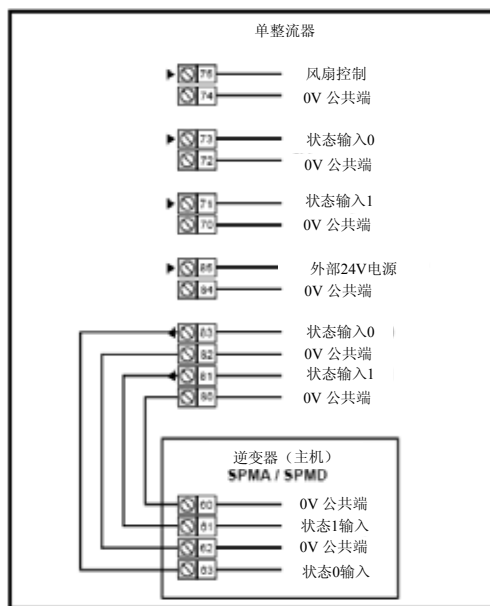 单整流器
75 风扇控制
74 0V 公共端
73 状态输入0
72 0V 公共端
71 状态输入1
70 0V 公共端
85 外部24V电源
84 0V 公共端
83 状态输入0
82 0V 公共端
81 状态输入1
80 0V 公共端
逆变器（主机）
SPMA / SPMD
60 0V 公共端
61 状态1输入
62 0V 公共端
63 状态0输入